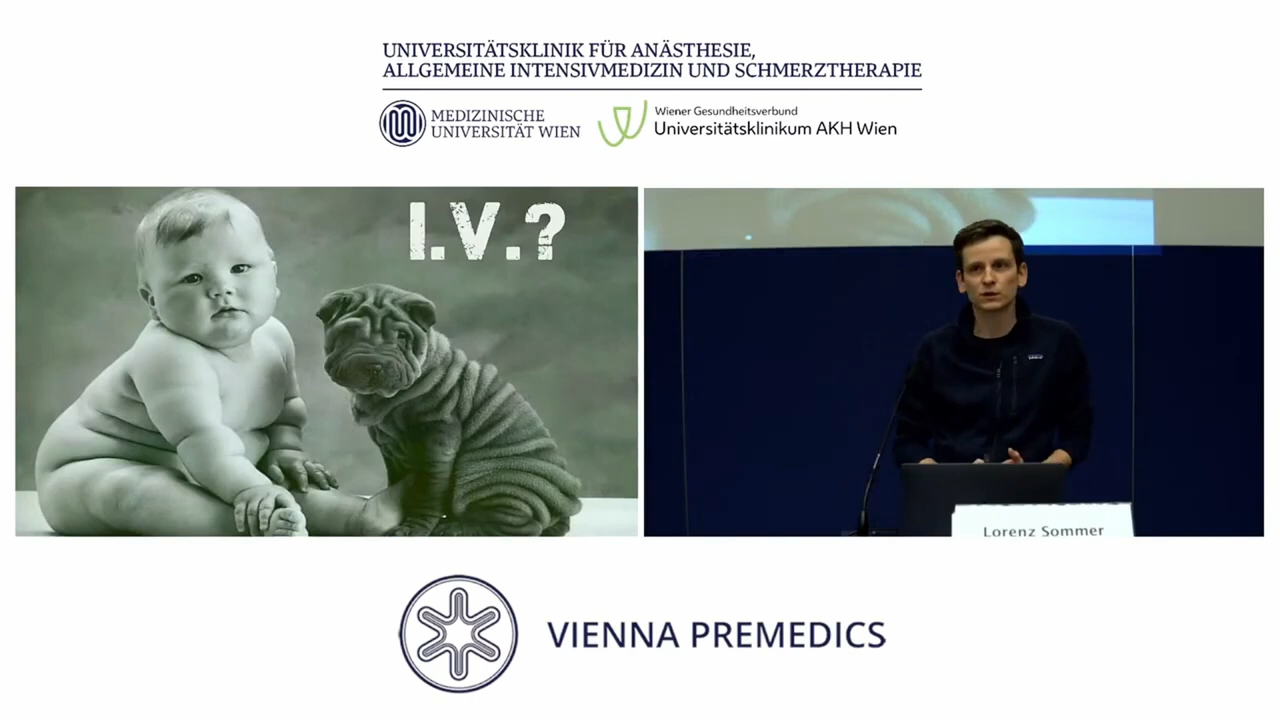 UNIVERSITÄTSKLINIK FÜR ANÄSTHESIE,
ALLGEMEINE INTENSIVMEDIZIN UND SCHMERZTHERAPIE
MEDIZINISCHE
UNIVERSITÄT WIEN
Wiener Gesundheitsverbund
Universitätsklinikum AKH Wien
I.V.?
Lorenz Sommer
VIENNA PREMEDICS